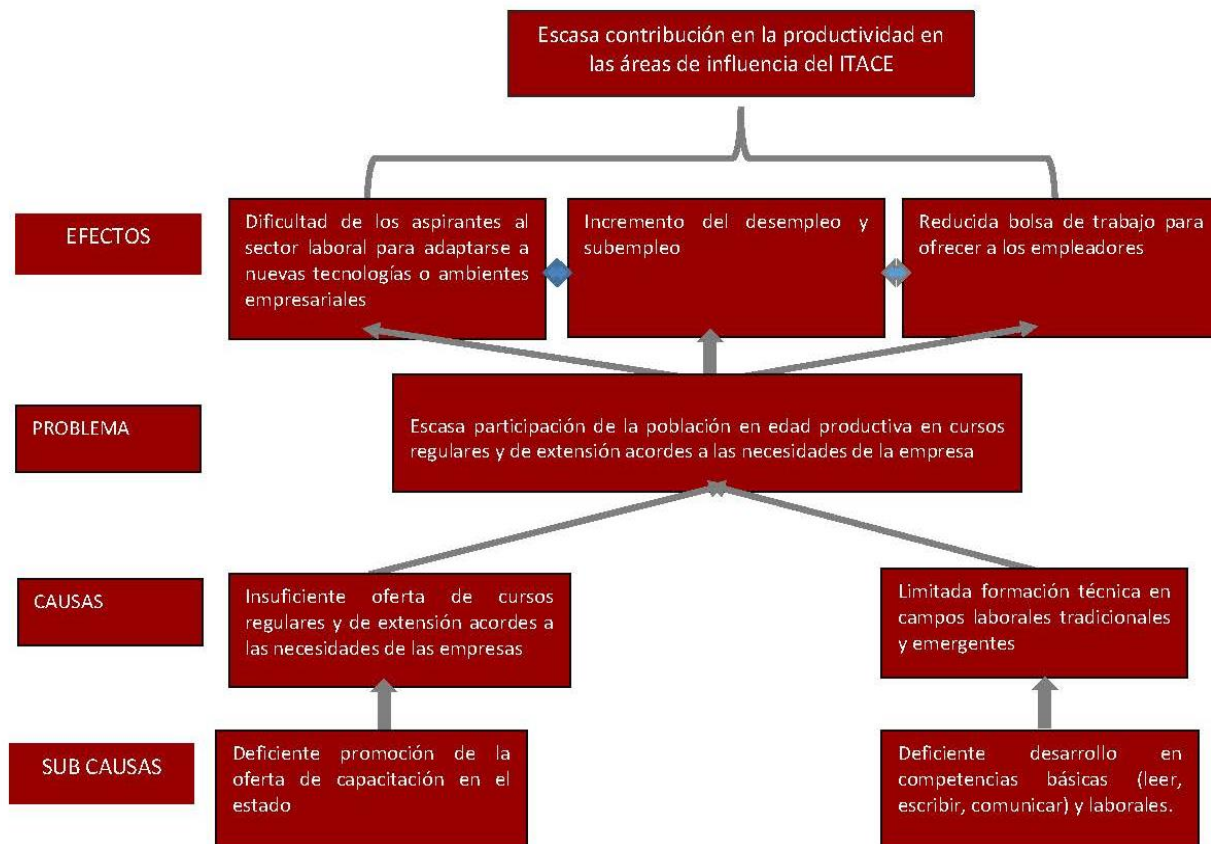 Escasa contribución en la productividad en
las áreas de influencia del ITACE
EFECTOS
Dificultad de los aspirantes al
sector laboral para adaptarse a
nuevas tecnologías o ambientes
empresariales
Incremento del desempleo y
subempleo
Reducida bolsa de trabajo para
ofrecer a los empleadores
PROBLEMA
Escasa participación de la población en edad productiva en cursos
regulares y de extensión acordes a las necesidades de la empresa
CAUSAS
Insuficiente oferta de cursos
regulares y de extensión acordes a
las necesidades de las empresas
Limitada formación técnica en
campos laborales tradicionales
y emergentes
SUB CAUSAS
Deficiente promoción de la
oferta de capacitación en el
estado
Deficiente desarrollo en
competencias básicas (leer,
escribir, comunicar) y laborales.